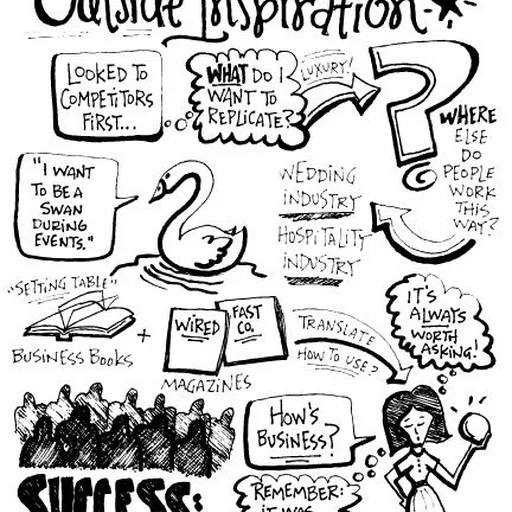 Outside Inspiration
LOOKED TO
COMPETITORS
FIRST...
WHAT DO I
WANT TO
REPLICATE?
LUXURY!
?
WHERE
ELSE
DO
PEOPLE
WORK
THIS
WAY?
"I WANT
TO BE A
SWAN
DURING
EVENTS."
WEDDING
INDUSTRY
HOSPITALITY
INDUSTRY
"SETTING TABLE"
BUSINESS BOOKS
+
WIRED
FAST
CO.
MAGAZINES
TRANSLATE
HOW TO USE?
IT'S
ALWAYS
WORTH
ASKING!
HOW'S
BUSINESS?
SUCCESS:
REMEMBER:
IT WAS